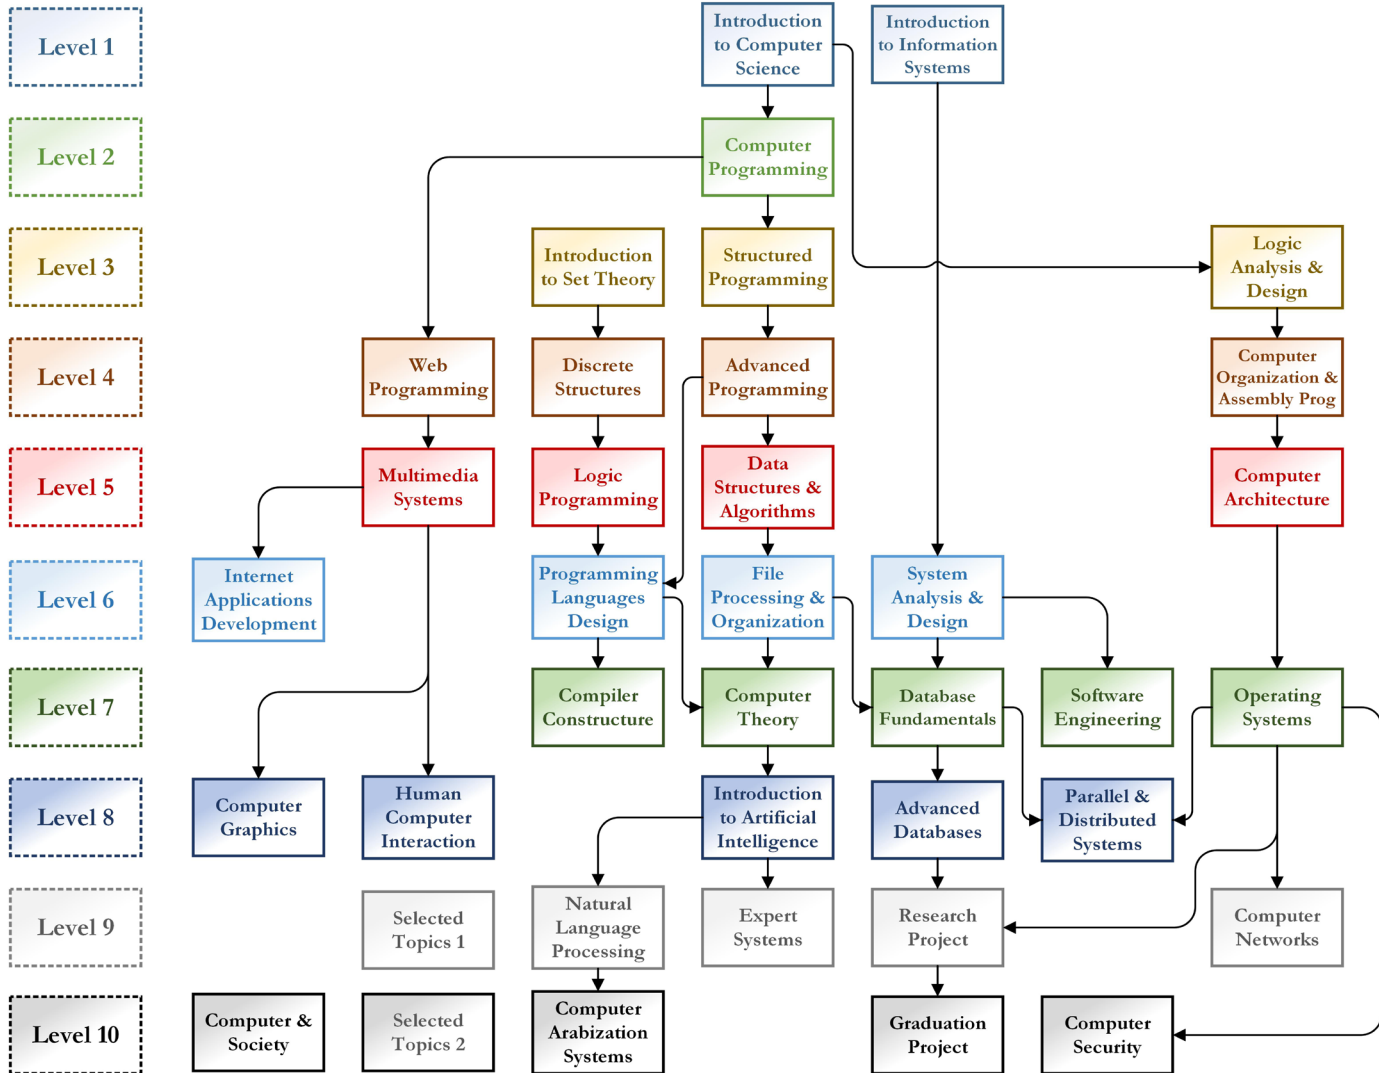 Level 1
Introduction
to Computer
Science
Introduction
to Information
Systems
Level 2
Computer
Programming
Level 3
Introduction
to Set Theory
Structured
Programming
Logic
Analysis &
Design
Level 4
Web
Programming
Discrete
Structures
Advanced
Programming
Computer
Organization &
Assembly Prog
Level 5
Multimedia
Systems
Logic
Programming
Data
Structures &
Algorithms
Computer
Architecture
Level 6
Internet
Applications
Development
Programming
Languages
Design
File
Processing &
Organization
System
Analysis &
Design
Level 7
Compiler
Constructure
Computer
Theory
Database
Fundamentals
Software
Engineering
Operating
Systems
Level 8
Computer
Graphics
Human
Computer
Interaction
Introduction
to Artificial
Intelligence
Advanced
Databases
Parallel &
Distributed
Systems
Level 9
Selected
Topics 1
Natural
Language
Processing
Expert
Systems
Research
Project
Computer
Networks
Level 10
Computer &
Society
Selected
Topics 2
Computer
Arabization
Systems
Graduation
Project
Computer
Security